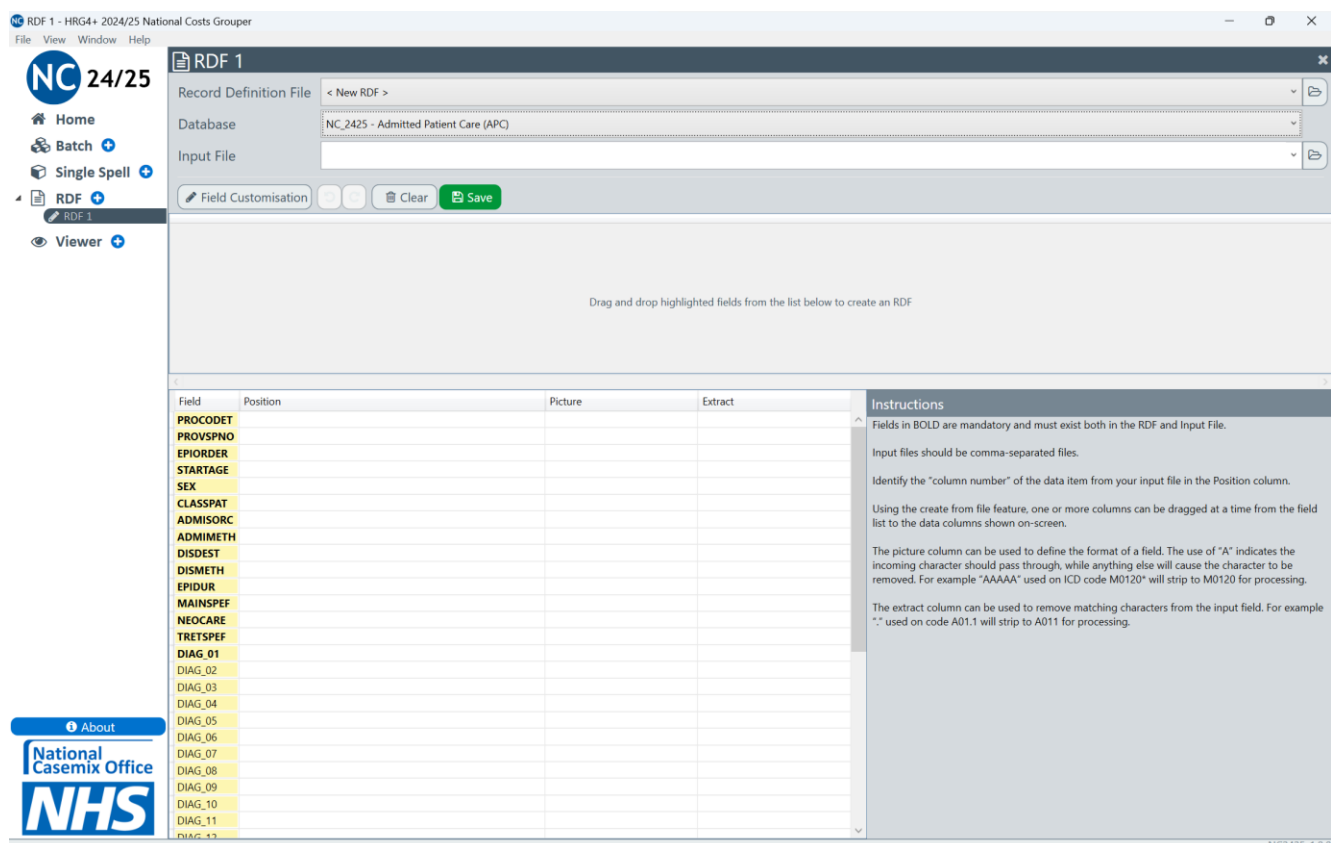 NC RDF 1 - HRG4+ 2024/25 National Costs Grouper
File View Window Help
NC 24/25
Home
Batch
Single Spell
RDF
RDF 1
Viewer
About
National
Casemix Office
NHS
RDF 1
Record Definition File < New RDF >
Database NC_2425 - Admitted Patient Care (APC)
Input File
Field Customisation Clear Save
Drag and drop highlighted fields from the list below to create an RDF
Field Position Picture Extract
PROCODET
PROVSPNO
EPIORDER
STARTAGE
SEX
CLASSPAT
ADMISORC
ADMIMETH
DISDEST
DISMETH
EPIDUR
MAINSPEF
NEOCARE
TRETSPEF
DIAG_01
DIAG_02
DIAG_03
DIAG_04
DIAG_05
DIAG_06
DIAG_07
DIAG_08
DIAG_09
DIAG_10
DIAG_11
DIAG_12
Instructions
Fields in BOLD are mandatory and must exist both in the RDF and Input File.
Input files should be comma-separated files.
Identify the "column number" of the data item from your input file in the Position column.
Using the create from file feature, one or more columns can be dragged at a time from the field
list to the data columns shown on-screen.
The picture column can be used to define the format of a field. The use of "A" indicates the
incoming character should pass through, while anything else will cause the character to be
removed. For example "AAAAA" used on ICD code M0120* will strip to M0120 for processing.
The extract column can be used to remove matching characters from the input field. For example
"." used on code A01.1 will strip to A011 for processing.